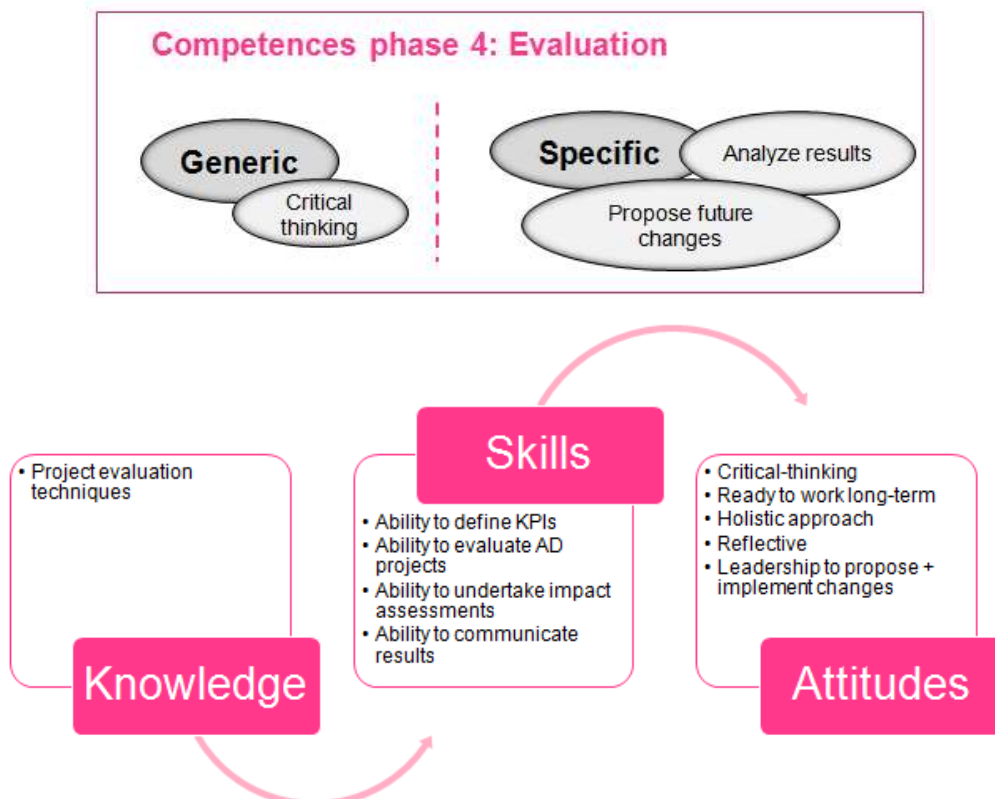 Competences phase 4: Evaluation
Generic
Critical
thinking
Specific
Analyze results
Propose future
changes
• Project evaluation
techniques
Knowledge
Skills
• Ability to define KPIs
• Ability to evaluate AD
projects
• Ability to undertake impact
assessments
• Ability to communicate
results
• Critical-thinking
• Ready to work long-term
• Holistic approach
• Reflective
• Leadership to propose +
implement changes
Attitudes